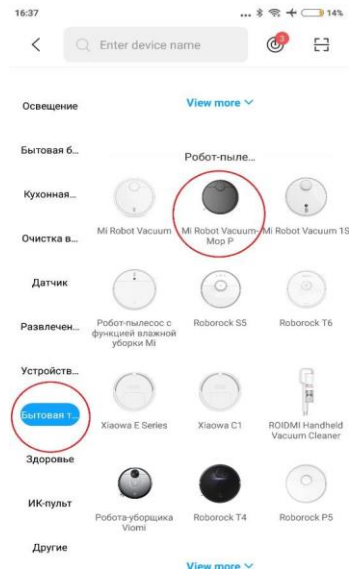 16:37
... 14%
Enter device name
3
Освещение
View more
Бытовая б...
Робот-пыле...
Кухонная...
Mi Robot Vacuum
Mi Robot Vacuum-
Mop P
Mi Robot Vacuum 1S
Очистка в...
Датчик
Развлечен...
Робот-пылесос с
функцией влажной
уборки Mi
Roborock S5
Roborock T6
Устройств...
Бытовая т...
Xiaowa E Series
Xiaowa C1
ROIDMI Handheld
Vacuum Cleaner
Здоровье
ИК-пульт
Робота-уборщика
Viomi
Roborock T4
Roborock P5
Другие
View more